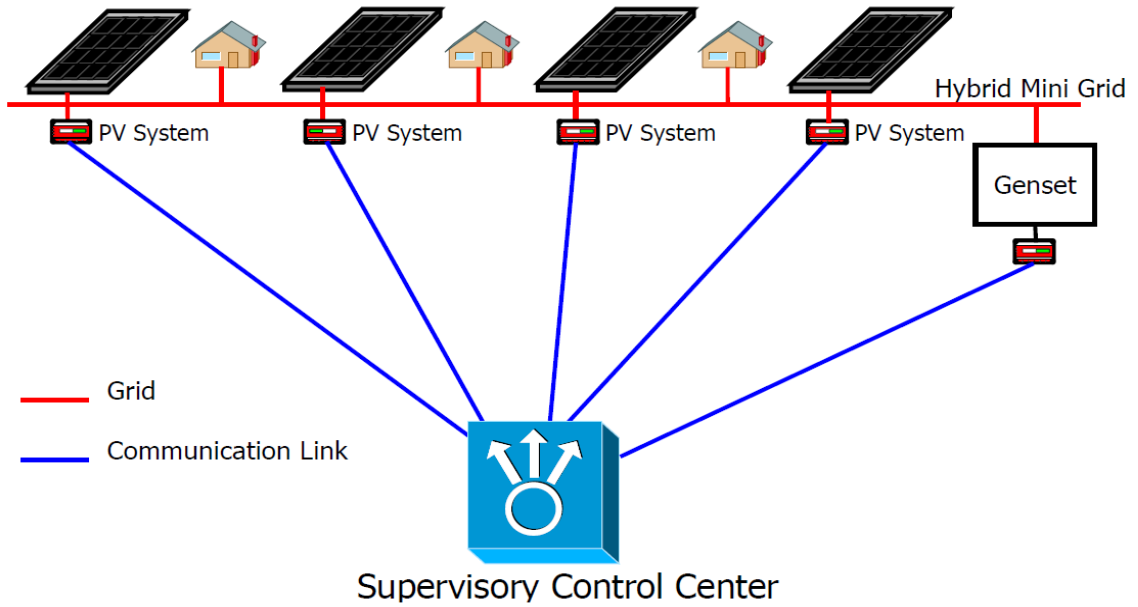 Hybrid Mini Grid
PV System
PV System
PV System
PV System
Genset
Grid
Communication Link
Supervisory Control Center